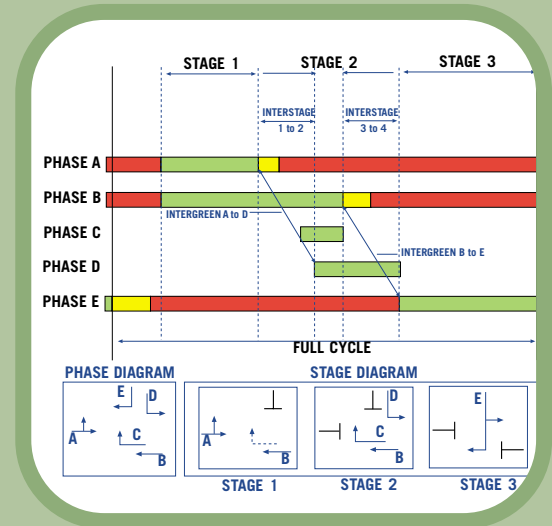 STAGE 1
STAGE 2
STAGE 3
INTERSTAGE
1 to 2
INTERSTAGE
3 to 4
PHASE A
PHASE B
INTERGREEN A to D
PHASE C
INTERGREEN B to E
PHASE D
PHASE E
FULL CYCLE
PHASE DIAGRAM
STAGE DIAGRAM
E
D
A
C
B
A
B
D
C
B
E
STAGE 1
STAGE 2
STAGE 3